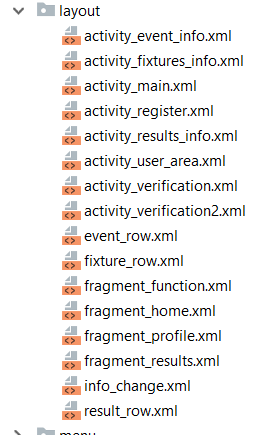 layout
activity_event_info.xml
activity_fixtures_info.xml
activity_main.xml
activity_register.xml
activity_results_info.xml
activity_user_area.xml
activity_verification.xml
activity_verification2.xml
event_row.xml
fixture_row.xml
fragment_function.xml
fragment_home.xml
fragment_profile.xml
fragment_results.xml
info_change.xml
result_row.xml
menu